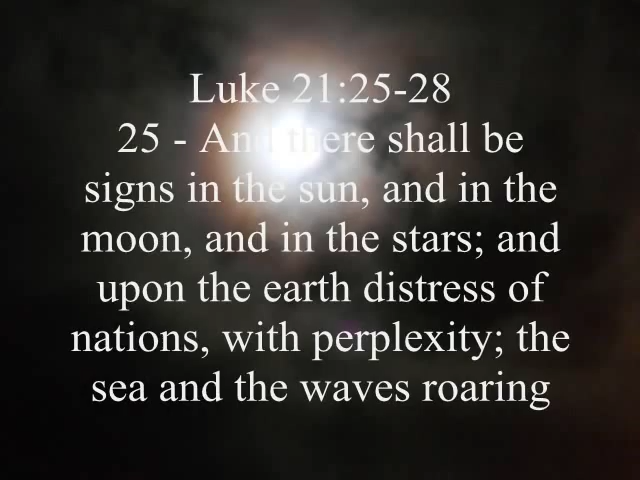 Luke 21:25-28
25 - And there shall be
signs in the sun, and in the
moon, and in the stars; and
upon the earth distress of
nations, with perplexity; the
sea and the waves roaring